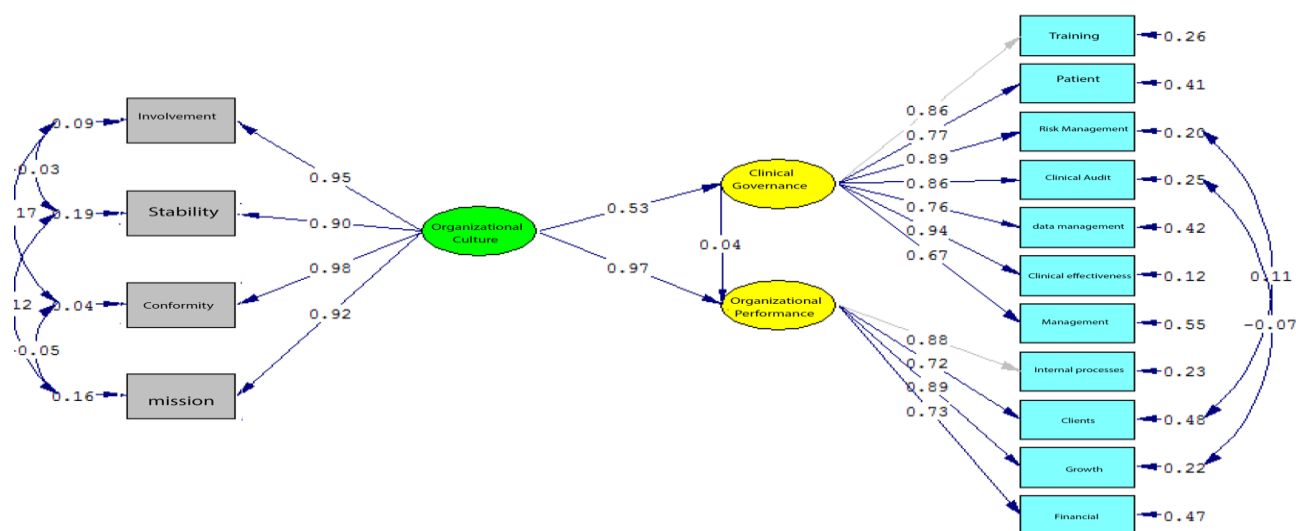 Training
0.26
Patient
0.41
0.86
0.09
Involvement
0.77
Risk Management
0.20
0.89
-0.03
0.95
Clinical
Governance
0.86
Clinical Audit
0.25
17
0.19
Stability
0.90
0.53
0.76
data management
0.42
Organizational
Culture
0.94
0.04
0.67
0.97
Clinical effectiveness
0.12
0.11
0.98
12
0.04
Conformity
0.92
Organizational
Performance
Management
0.55
-0.07
0.88
-0.05
0.72
Internal processes
0.23
0.89
0.16
mission
0.73
Clients
0.48
Growth
0.22
Financial
0.47